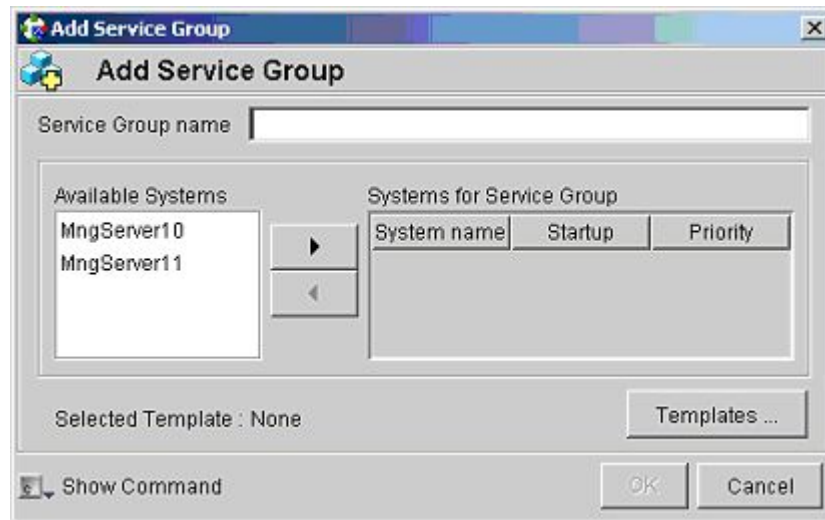 Add Service Group
Add Service Group
Service Group name
Available Systems
MngServer10
MngServer11
Systems for Service Group
System name Startup Priority
Selected Template : None
Templates ...
Show Command
OK Cancel